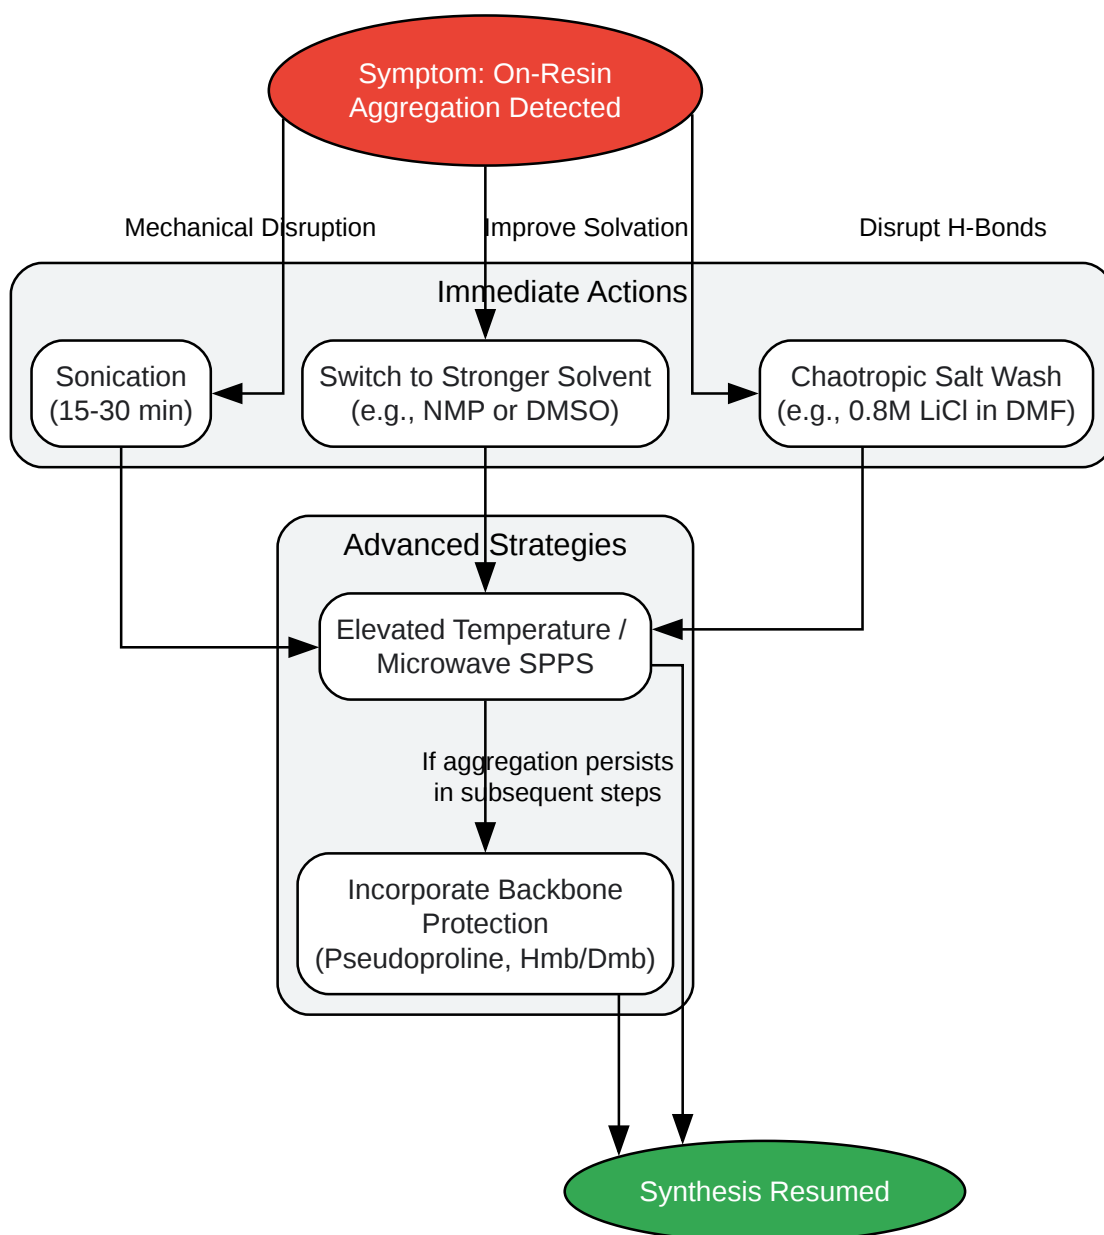 Symptom: On-Resin
Aggregation Detected
Mechanical Disruption
Improve Solvation
Disrupt H-Bonds
Immediate Actions
Sonication
(15-30 min)
Switch to Stronger Solvent
(e.g., NMP or DMSO)
Chaotropic Salt Wash
(e.g., 0.8M LiCl in DMF)
Advanced Strategies
Elevated Temperature /
Microwave SPPS
If aggregation persists
in subsequent steps
Incorporate Backbone
Protection
(Pseudoproline, Hmb/Dmb)
Synthesis Resumed